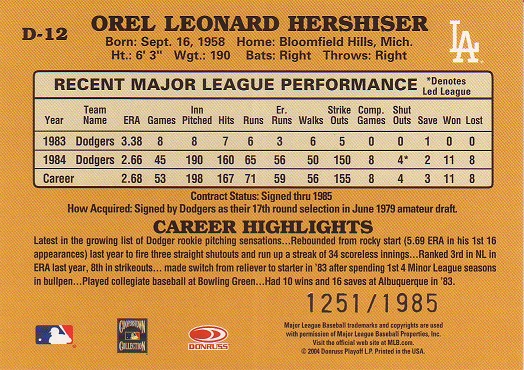 D-12
OREL LEONARD HERSHISER
Born: Sept. 16, 1958 Home: Bloomfield Hills, Mich.
Ht.: 6' 3" Wgt.: 190 Bats: Right Throws: Right
LA
RECENT MAJOR LEAGUE PERFORMANCE *Denotes Led League
Year Team Name ERA Games Inn Pitched Hits Runs Er. Runs Walks Strike Outs Comp. Games Shut Outs Save Won Lost
1983 Dodgers 3.38 8 8 7 6 3 6 5 0 0 1 0 0
1984 Dodgers 2.66 45 190 160 65 56 50 150 8 4* 2 11 8
Career 2.68 53 198 167 71 59 56 155 8 4 3 11 8
Contract Status: Signed thru 1985
How Acquired: Signed by Dodgers as their 17th round selection in June 1979 amateur draft.
CAREER HIGHLIGHTS
Latest in the growing list of Dodger rookie pitching sensations...Rebounded from rocky start (5.69 ERA in his 1st 16
appearances) last year to fire three straight shutouts and run up a streak of 34 scoreless innings...Ranked 3rd in NL in
ERA last year, 8th in strikeouts... made switch from reliever to starter in '83 after spending 1st 4 Minor League seasons
in bullpen...Played collegiate baseball at Bowling Green...Had 10 wins and 16 saves at Albuquerque in '83.
1251/1985
COOPERSTOWN
COLLECTION
DONRUSS
Major League Baseball trademarks and copyrights are used
with permission of Major League Baseball Properties, Inc.
Visit the official web site at MLB.com.
© 2004 Donruss Playoff L.P. Printed in the USA.